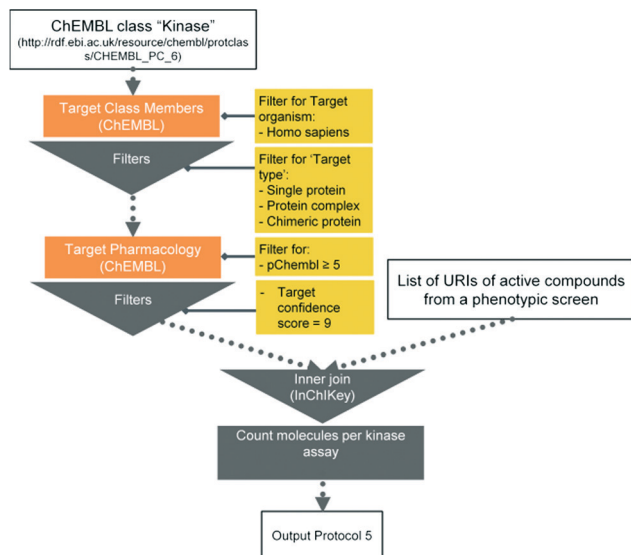 ChEMBL class “Kinase”
(http://rdf.ebi.ac.uk/resource/chembl/protclas
s/CHEMBL_PC_6)
Target Class Members
(ChEMBL)
Filter for Target
organism:
- Homo sapiens
Filters
Filter for ‘Target
type’:
- Single protein
- Protein complex
- Chimeric protein
Target Pharmacology
(ChEMBL)
Filter for:
- pChembl ≥ 5
Filters
- Target
confidence
score = 9
List of URIs of active compounds
from a phenotypic screen
Inner join
(InChIKey)
Count molecules per kinase
assay
Output Protocol 5